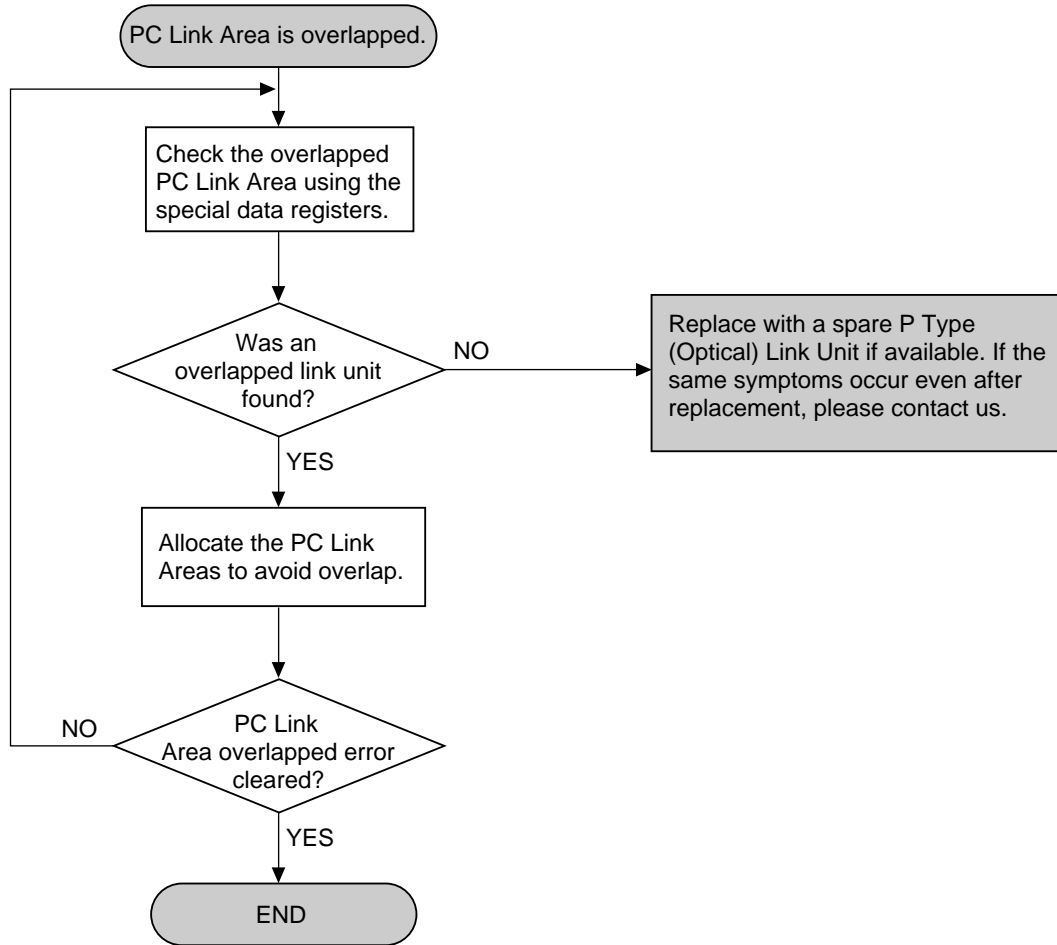 PC Link Area is overlapped.
Check the overlapped
PC Link Area using the
special data registers.
Was an
overlapped link unit
found?
NO
Replace with a spare P Type
(Optical) Link Unit if available. If the
same symptoms occur even after
replacement, please contact us.
YES
Allocate the PC Link
Areas to avoid overlap.
NO
PC Link
Area overlapped error
cleared?
YES
END